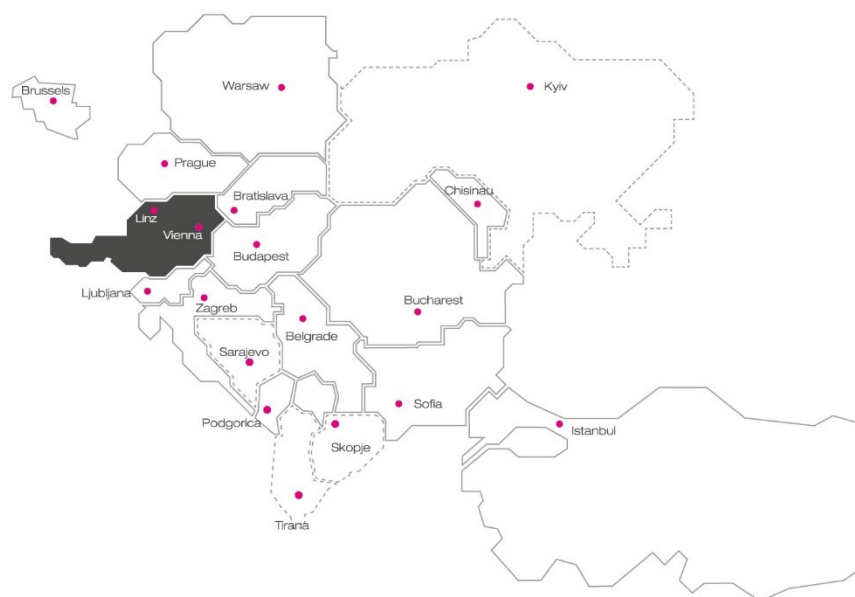 Warsaw
Kyiv
Brussels
Prague
Chisinau
Bratislava
Linz
Vienna
Budapest
Ljubljana
Zagreb
Bucharest
Belgrade
Sarajevo
Sofia
Podgorica
Istanbul
Skopje
Tirana